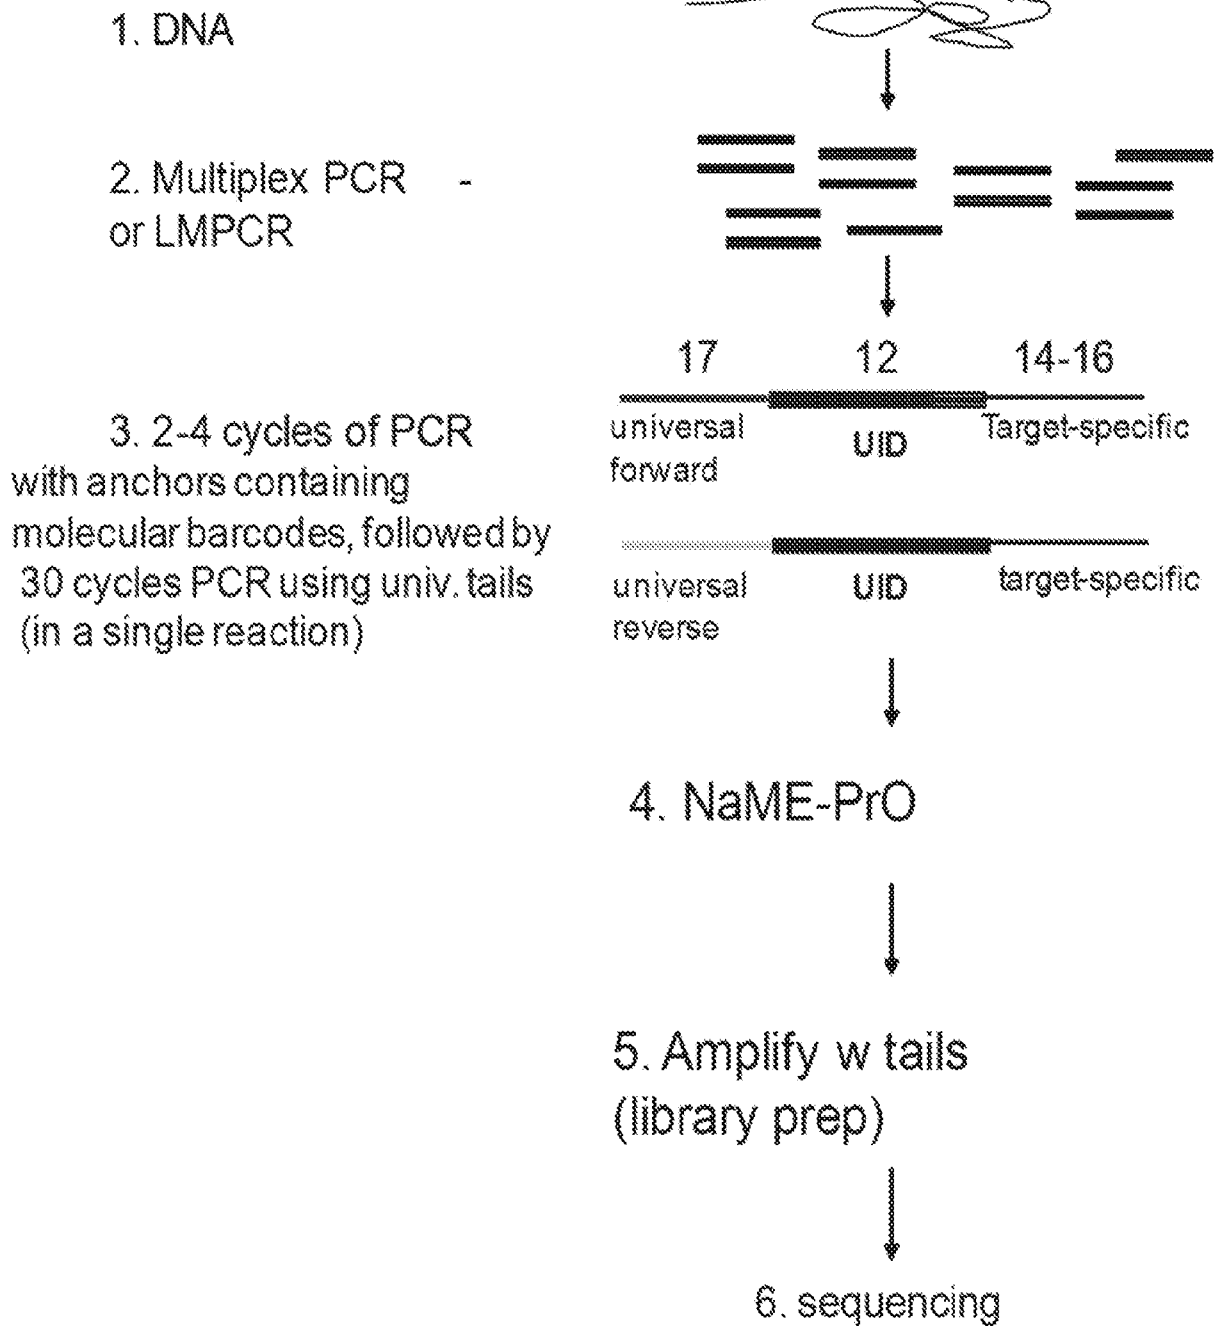 1. DNA
2. Multiplex PCR -
or LMPCR
17 12 14-16
3. 2-4 cycles of PCR
with anchors containing
molecular barcodes, followed by
30 cycles PCR using univ. tails
(in a single reaction)
universal
forward
UID
Target-specific
universal
reverse
UID
target-specific
4. NaME-PrO
5. Amplify w tails
(library prep)
6. sequencing